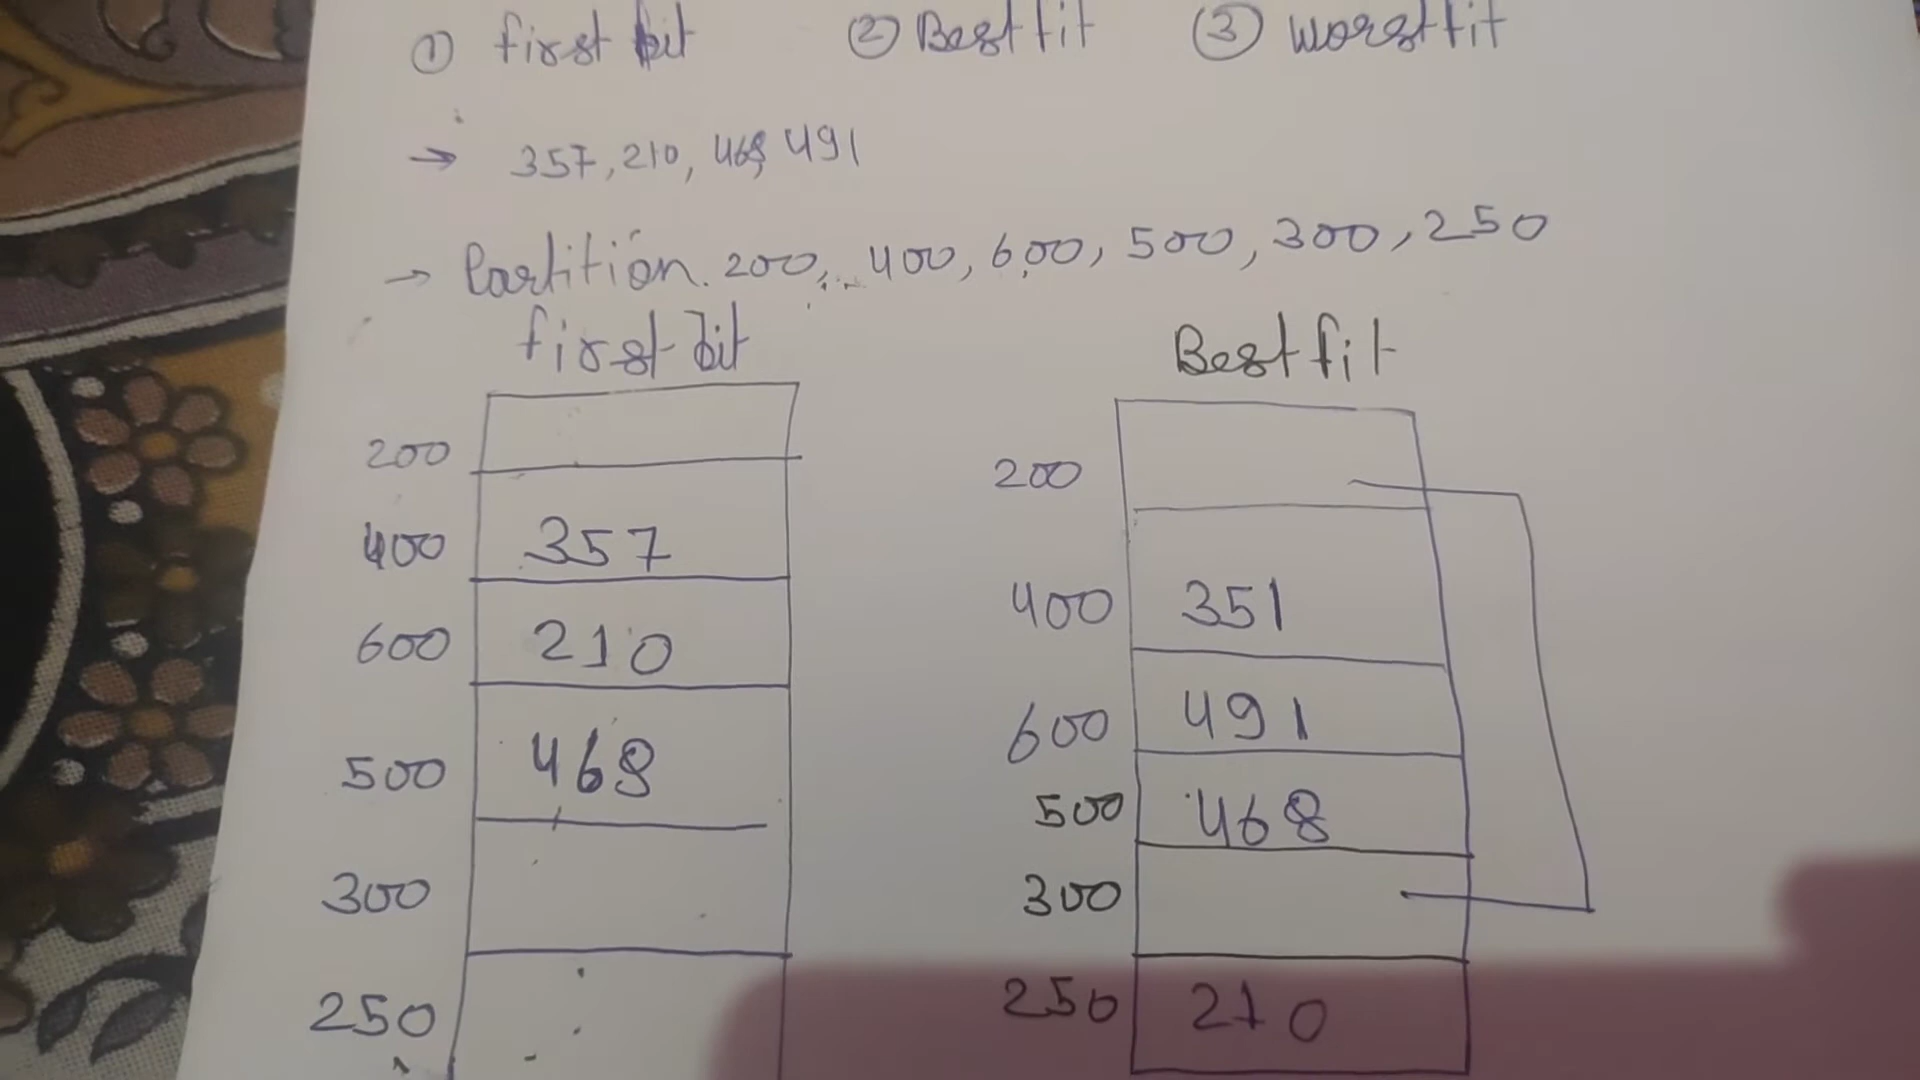 ① first fit ② Best fit ③ worst fit
→ 357, 210, 468, 491
→ Partition. 200, 400, 600, 500, 300, 250
first fit
200
400 357
600 210
500 468
300
250
Best fit
200
400 351
600 491
500 468
300
250 210